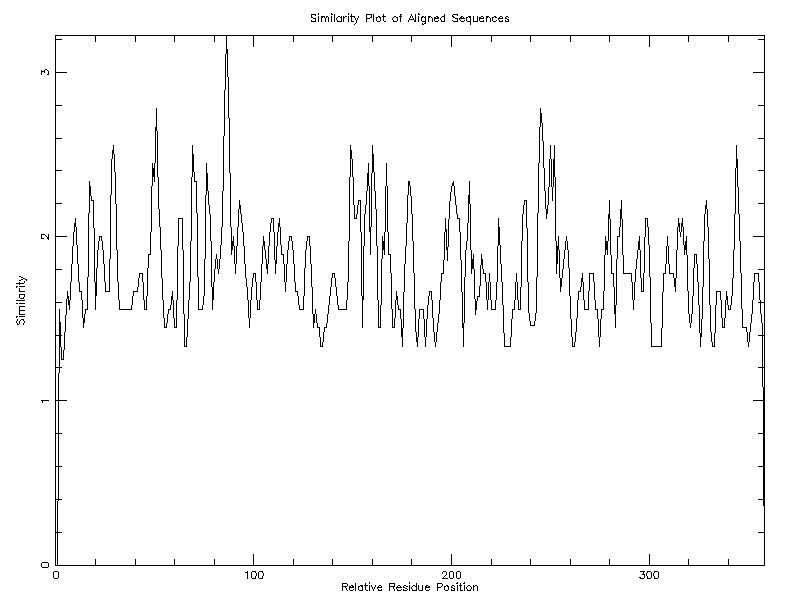 Similarity Plot of Aligned Sequences
3
2
1
0
Similarity
0 100 200 300
Relative Residue Position